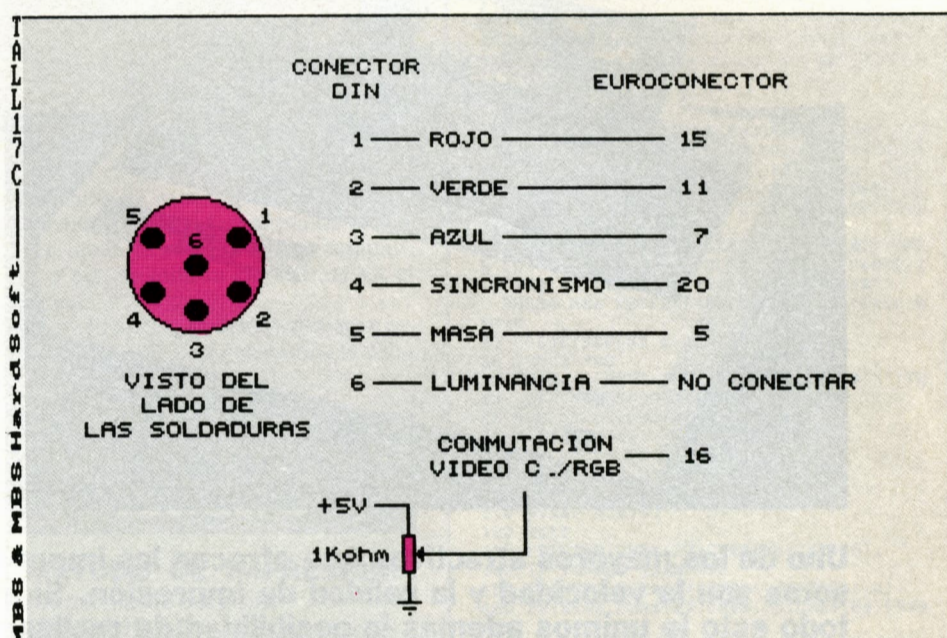 CONECTOR
DIN
EUROCONECTOR
1 ROJO 15
2 VERDE 11
3 AZUL 7
4 SINCRONISMO 20
5 MASA 5
6 LUMINANCIA NO CONECTAR
CONMUTACION
VIDEO C./RGB 16
5 1
6
4 2
3
VISTO DEL
LADO DE
LAS SOLDADURAS
+5V
1Kohm
MBS & MBS HardSoft